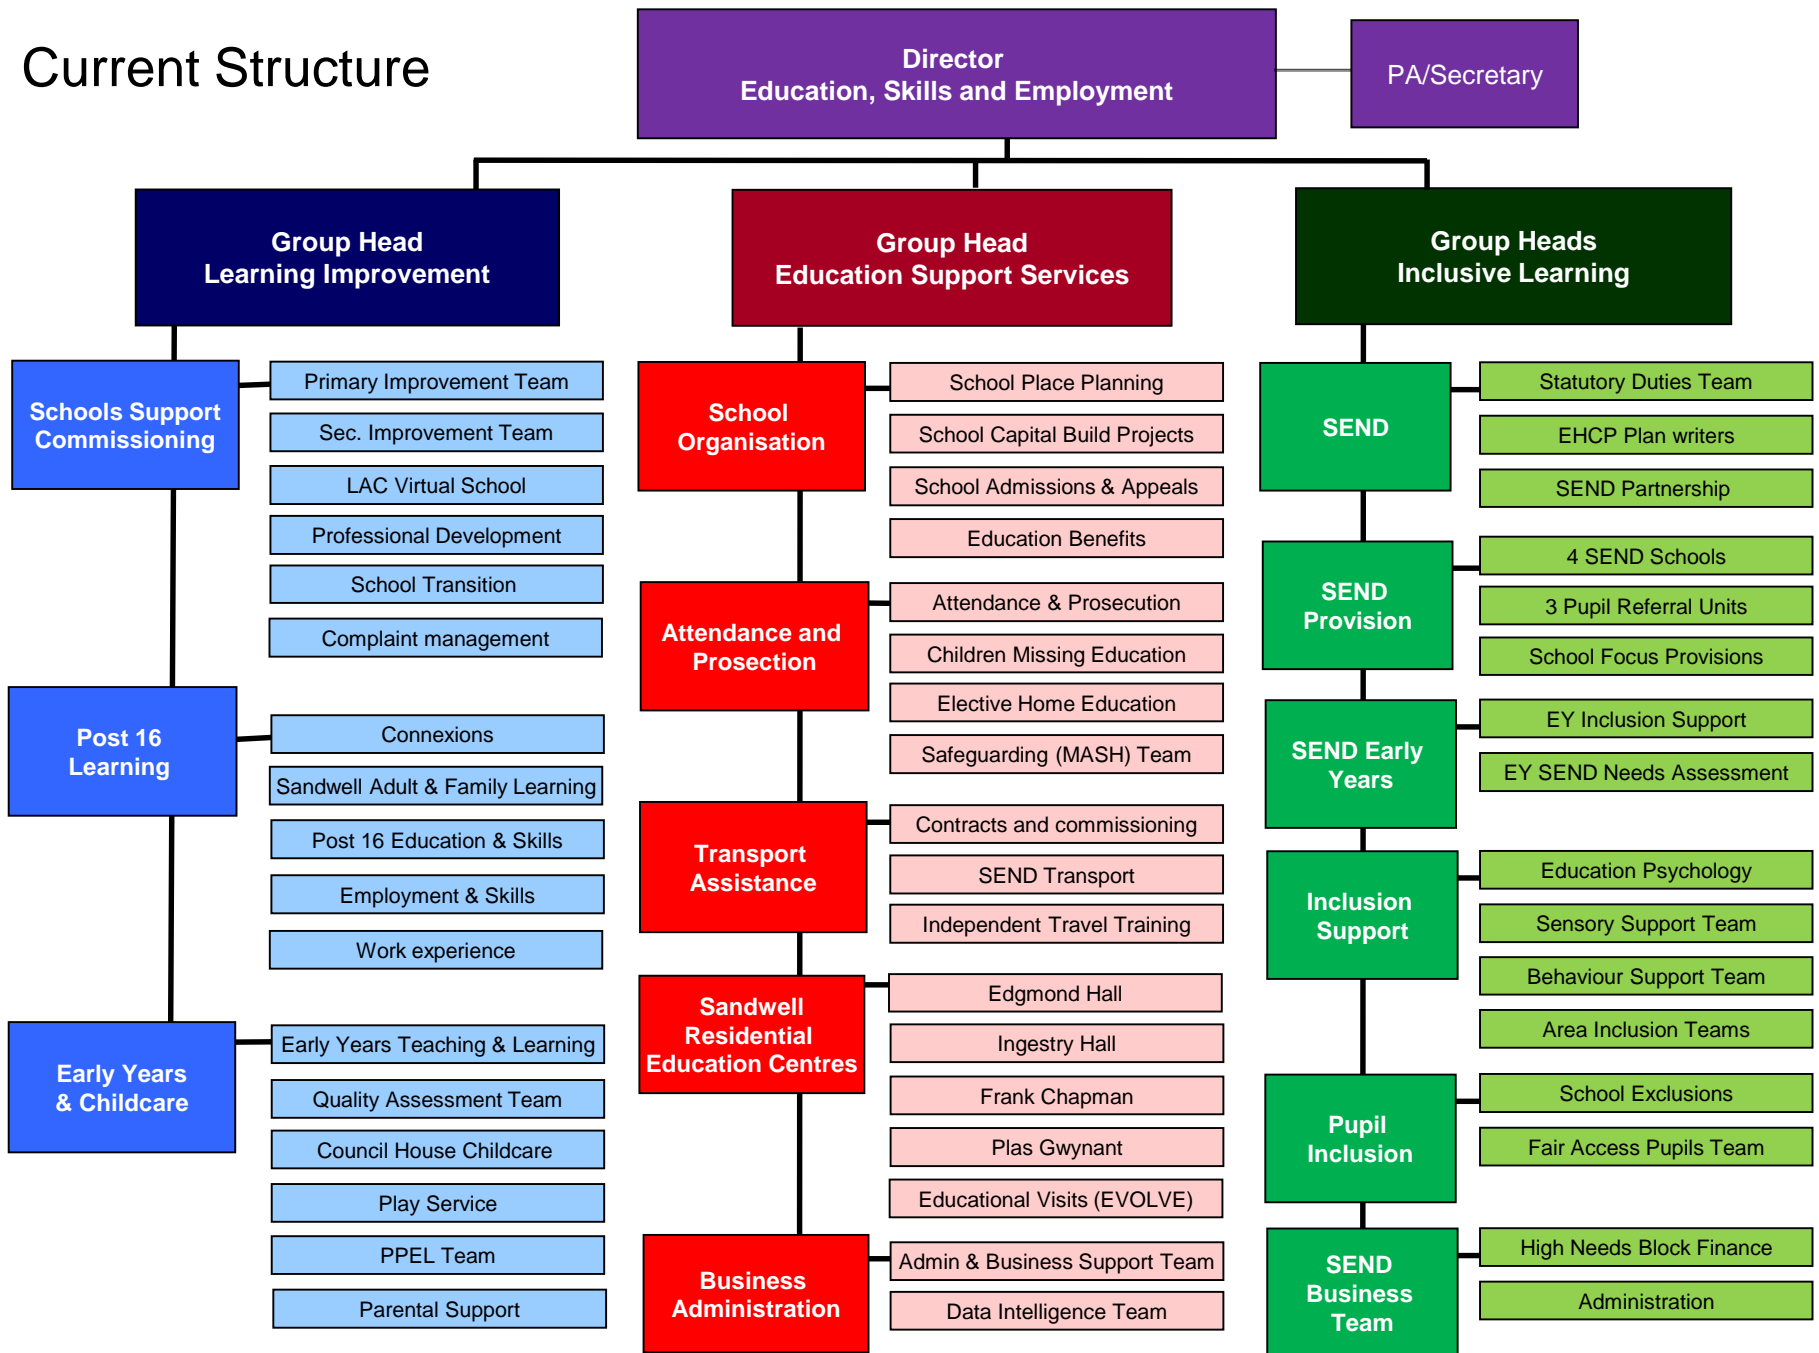 Current Structure
Director
Education, Skills and Employment
PA/Secretary
Group Head
Learning Improvement
Group Head
Education Support Services
Group Heads
Inclusive Learning
Schools Support
Commissioning
Primary Improvement Team
Sec. Improvement Team
LAC Virtual School
Professional Development
School Transition
Complaint management
Post 16
Learning
Connexions
Sandwell Adult & Family Learning
Post 16 Education & Skills
Employment & Skills
Work experience
Early Years
& Childcare
Early Years Teaching & Learning
Quality Assessment Team
Council House Childcare
Play Service
PPEL Team
Parental Support
School
Organisation
School Place Planning
School Capital Build Projects
School Admissions & Appeals
Education Benefits
Attendance and
Prosection
Attendance & Prosecution
Children Missing Education
Elective Home Education
Safeguarding (MASH) Team
Transport
Assistance
Contracts and commissioning
SEND Transport
Independent Travel Training
Sandwell
Residential
Education Centres
Edgmond Hall
Ingestry Hall
Frank Chapman
Plas Gwynant
Educational Visits (EVOLVE)
Business
Administration
Admin & Business Support Team
Data Intelligence Team
SEND
Statutory Duties Team
EHCP Plan writers
SEND Partnership
SEND
Provision
4 SEND Schools
3 Pupil Referral Units
School Focus Provisions
SEND Early
Years
EY Inclusion Support
EY SEND Needs Assessment
Inclusion
Support
Education Psychology
Sensory Support Team
Behaviour Support Team
Area Inclusion Teams
Pupil
Inclusion
School Exclusions
Fair Access Pupils Team
SEND
Business
Team
High Needs Block Finance
Administration